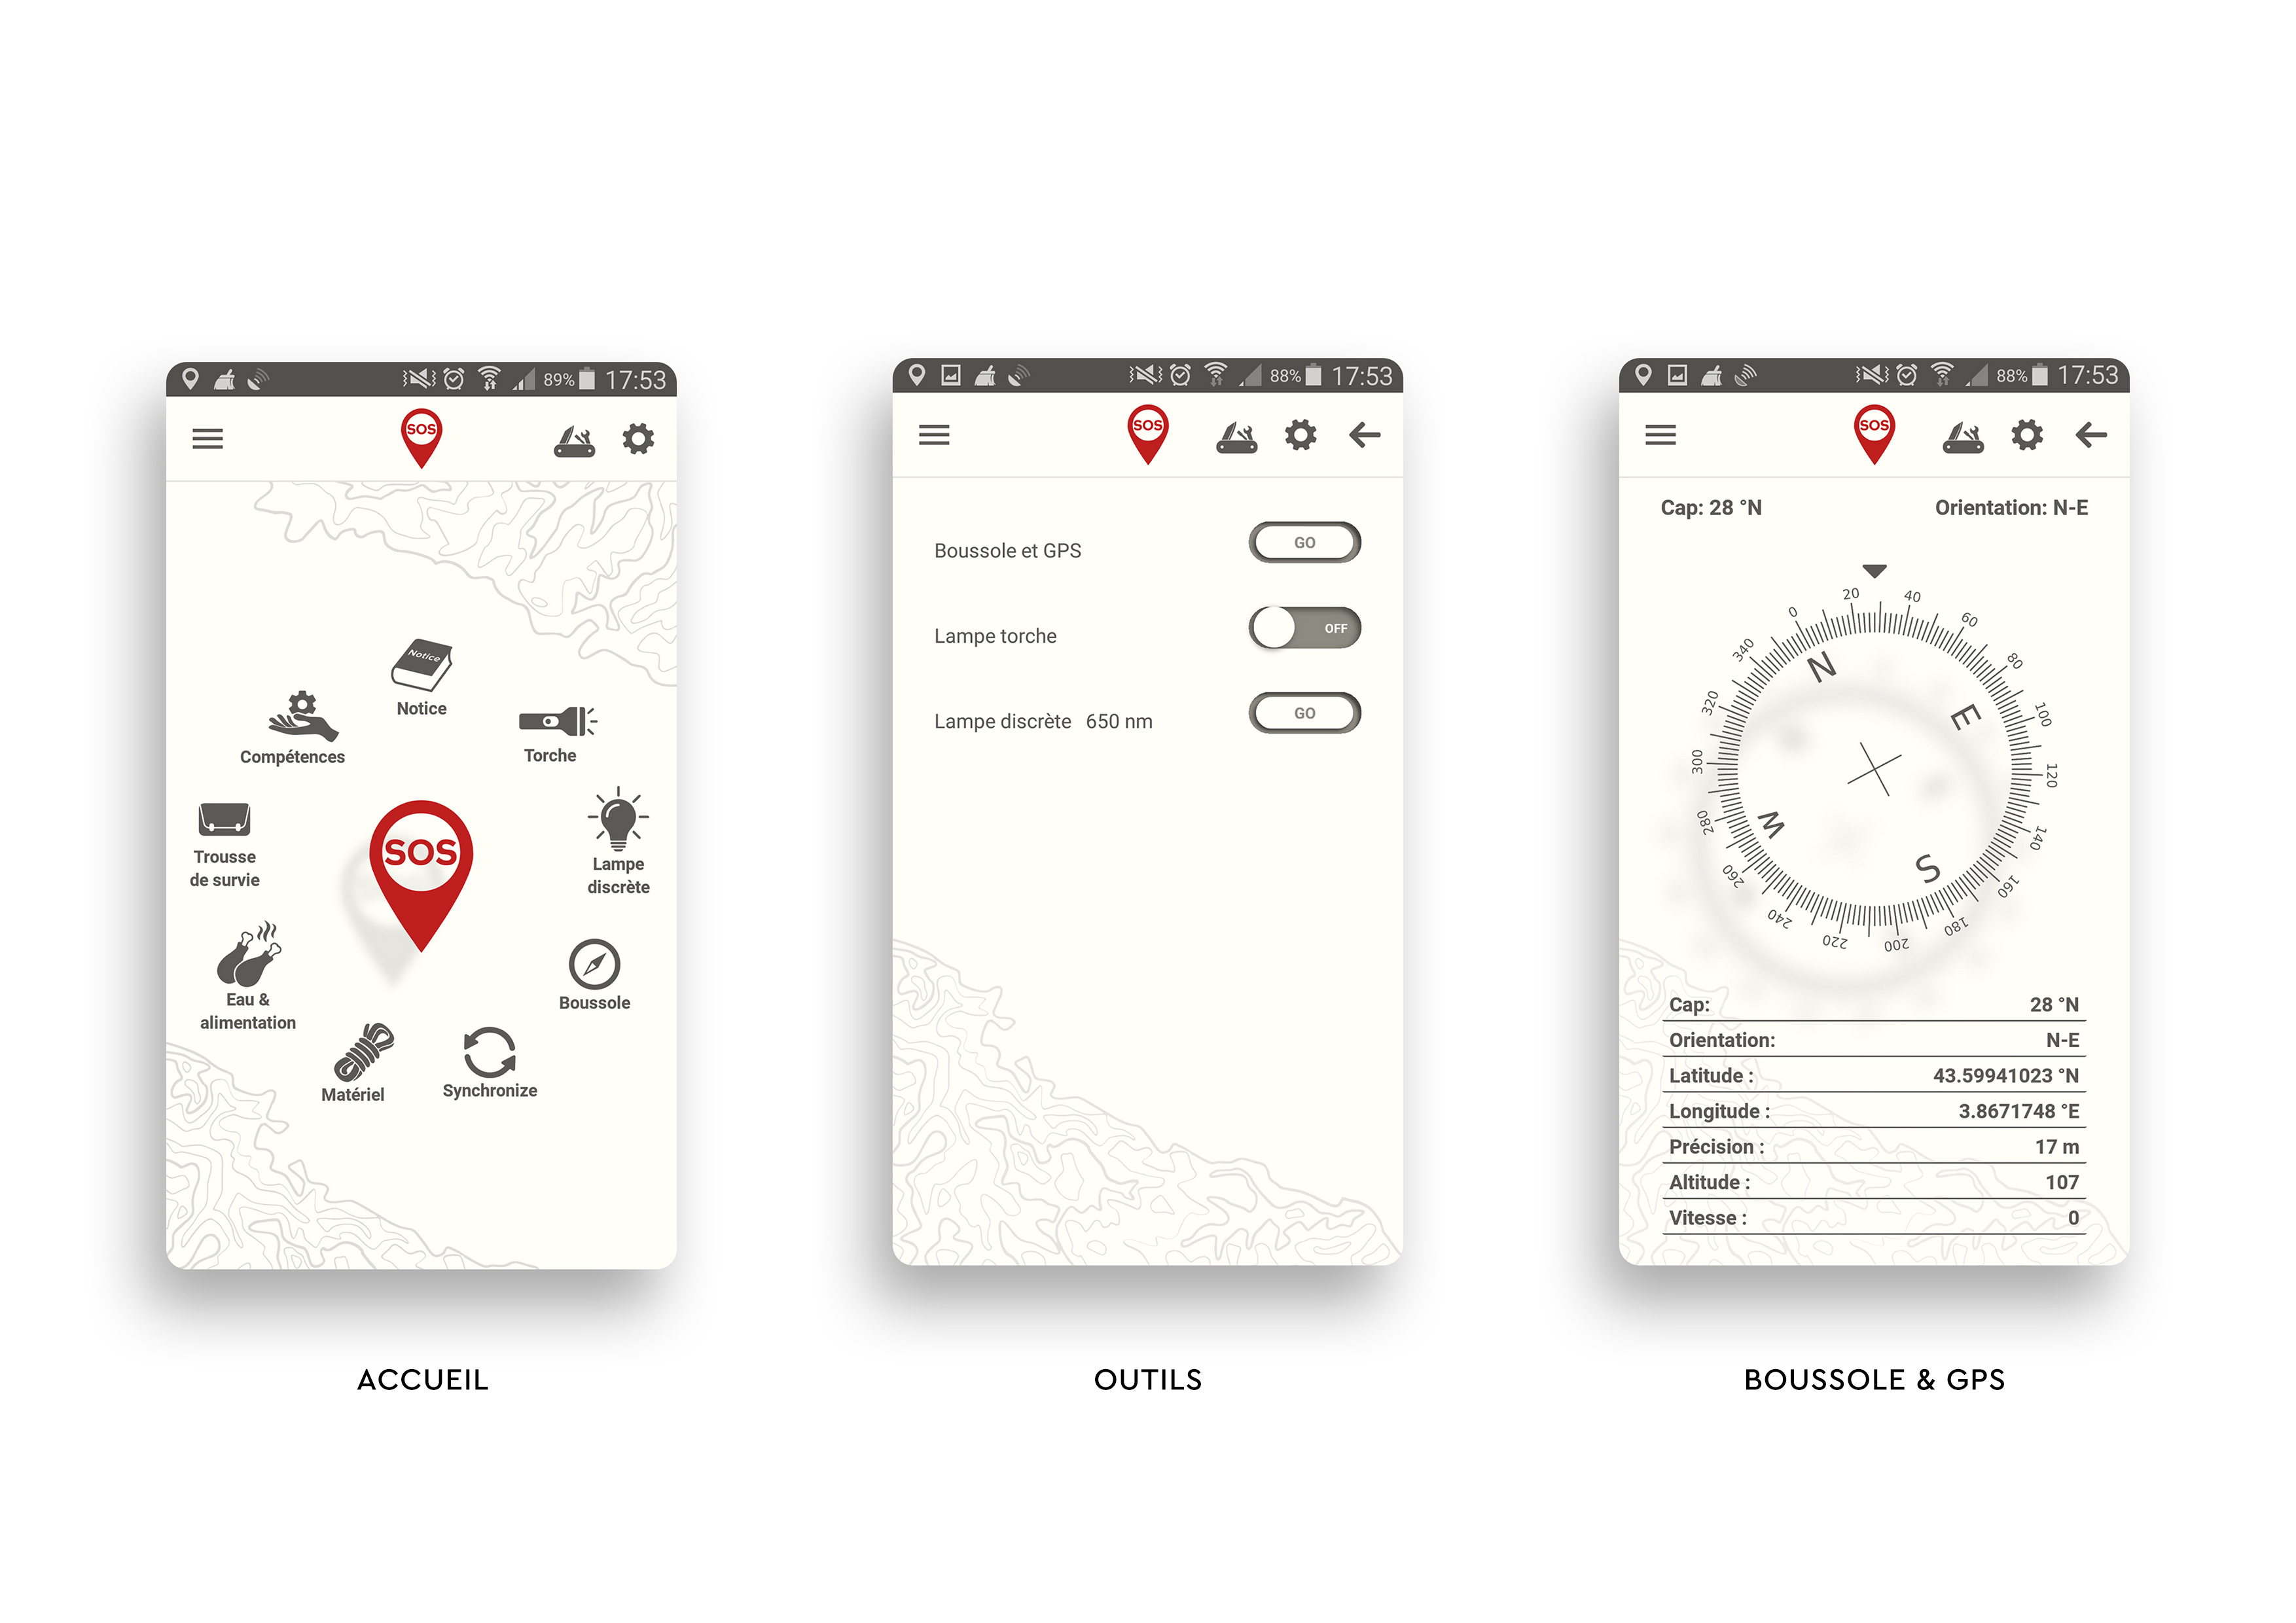 89% 17:53
SOS
Notice
Notice
Compétences
Torche
Trousse
de survie
SOS
Lampe
discrète
Eau &
alimentation
Boussole
Matériel
Synchronize
ACCUEIL
88% 17:53
SOS
Boussole et GPS GO
Lampe torche OFF
Lampe discrète 650 nm GO
OUTILS
88% 17:53
SOS
Cap: 28 °N Orientation: N-E
0 20 40 60 80 100 120 140 160 180 200 220 240 260 280 300 320 340
N
E
S
W
Cap: 28 °N
Orientation: N-E
Latitude : 43.59941023 °N
Longitude : 3.8671748 °E
Précision : 17 m
Altitude : 107
Vitesse : 0
BOUSSOLE & GPS